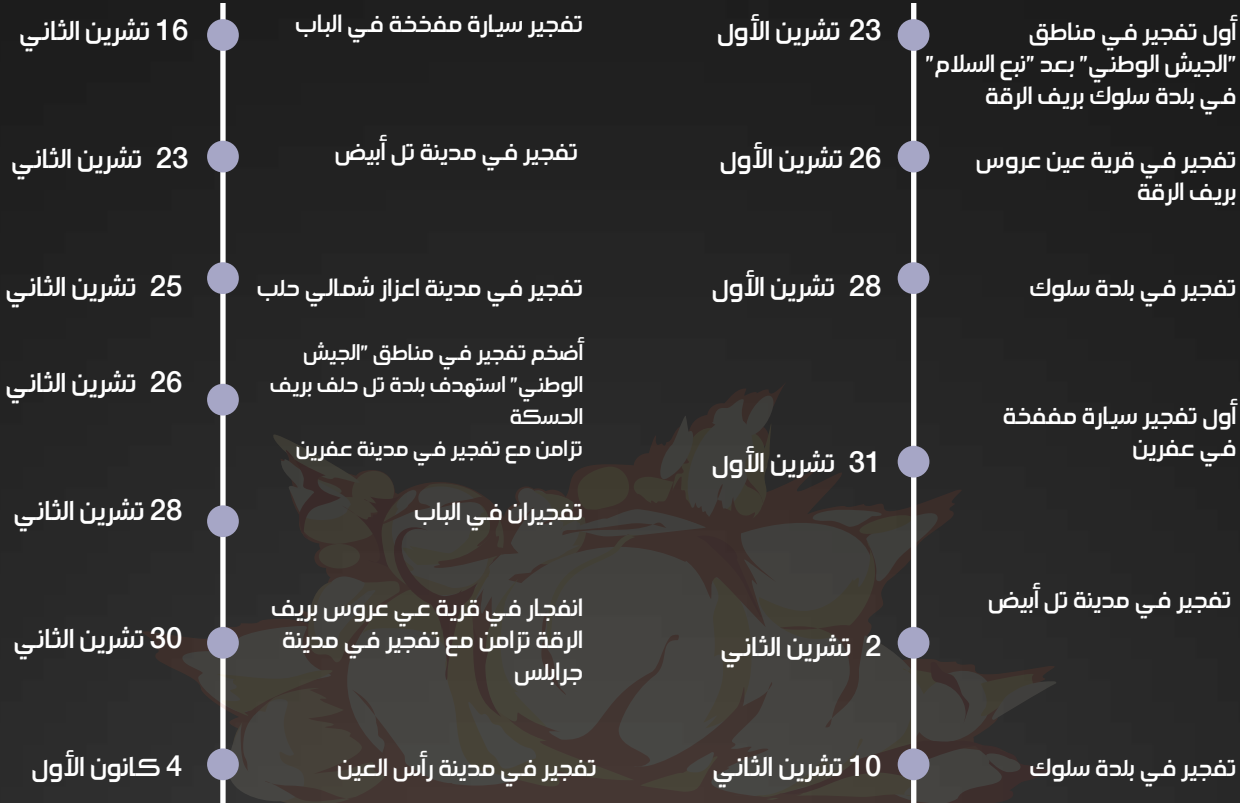 أول تفجير في مناطق
"الجيش الوطني" بعد "نبع السلام"
في بلدة سلوك بريف الرقة
23 تشرين الأول
تفجير في قرية عين عروس
بريف الرقة
26 تشرين الأول
تفجير في بلدة سلوك
28 تشرين الأول
أول تفجير سيارة مففخة
في عفرين
31 تشرين الأول
تفجير في مدينة تل أبيض
2 تشرين الثاني
تفجير في بلدة سلوك
10 تشرين الثاني
تفجير سيارة مفخخة في الباب
16 تشرين الثاني
تفجير في مدينة تل أبيض
23 تشرين الثاني
تفجير في مدينة اعزاز شمالي حلب
25 تشرين الثاني
أضخم تفجير في مناطق "الجيش
الوطني" استهدف بلدة تل حلف بريف
الحسكة
تزامن مع تفجير في مدينة عفرين
26 تشرين الثاني
تفجيران في الباب
28 تشرين الثاني
انفجار في قرية عي عروس بريف
الرقة تزامن مع تفجير في مدينة
جرابلس
30 تشرين الثاني
تفجير في مدينة رأس العين
4 كانون الأول